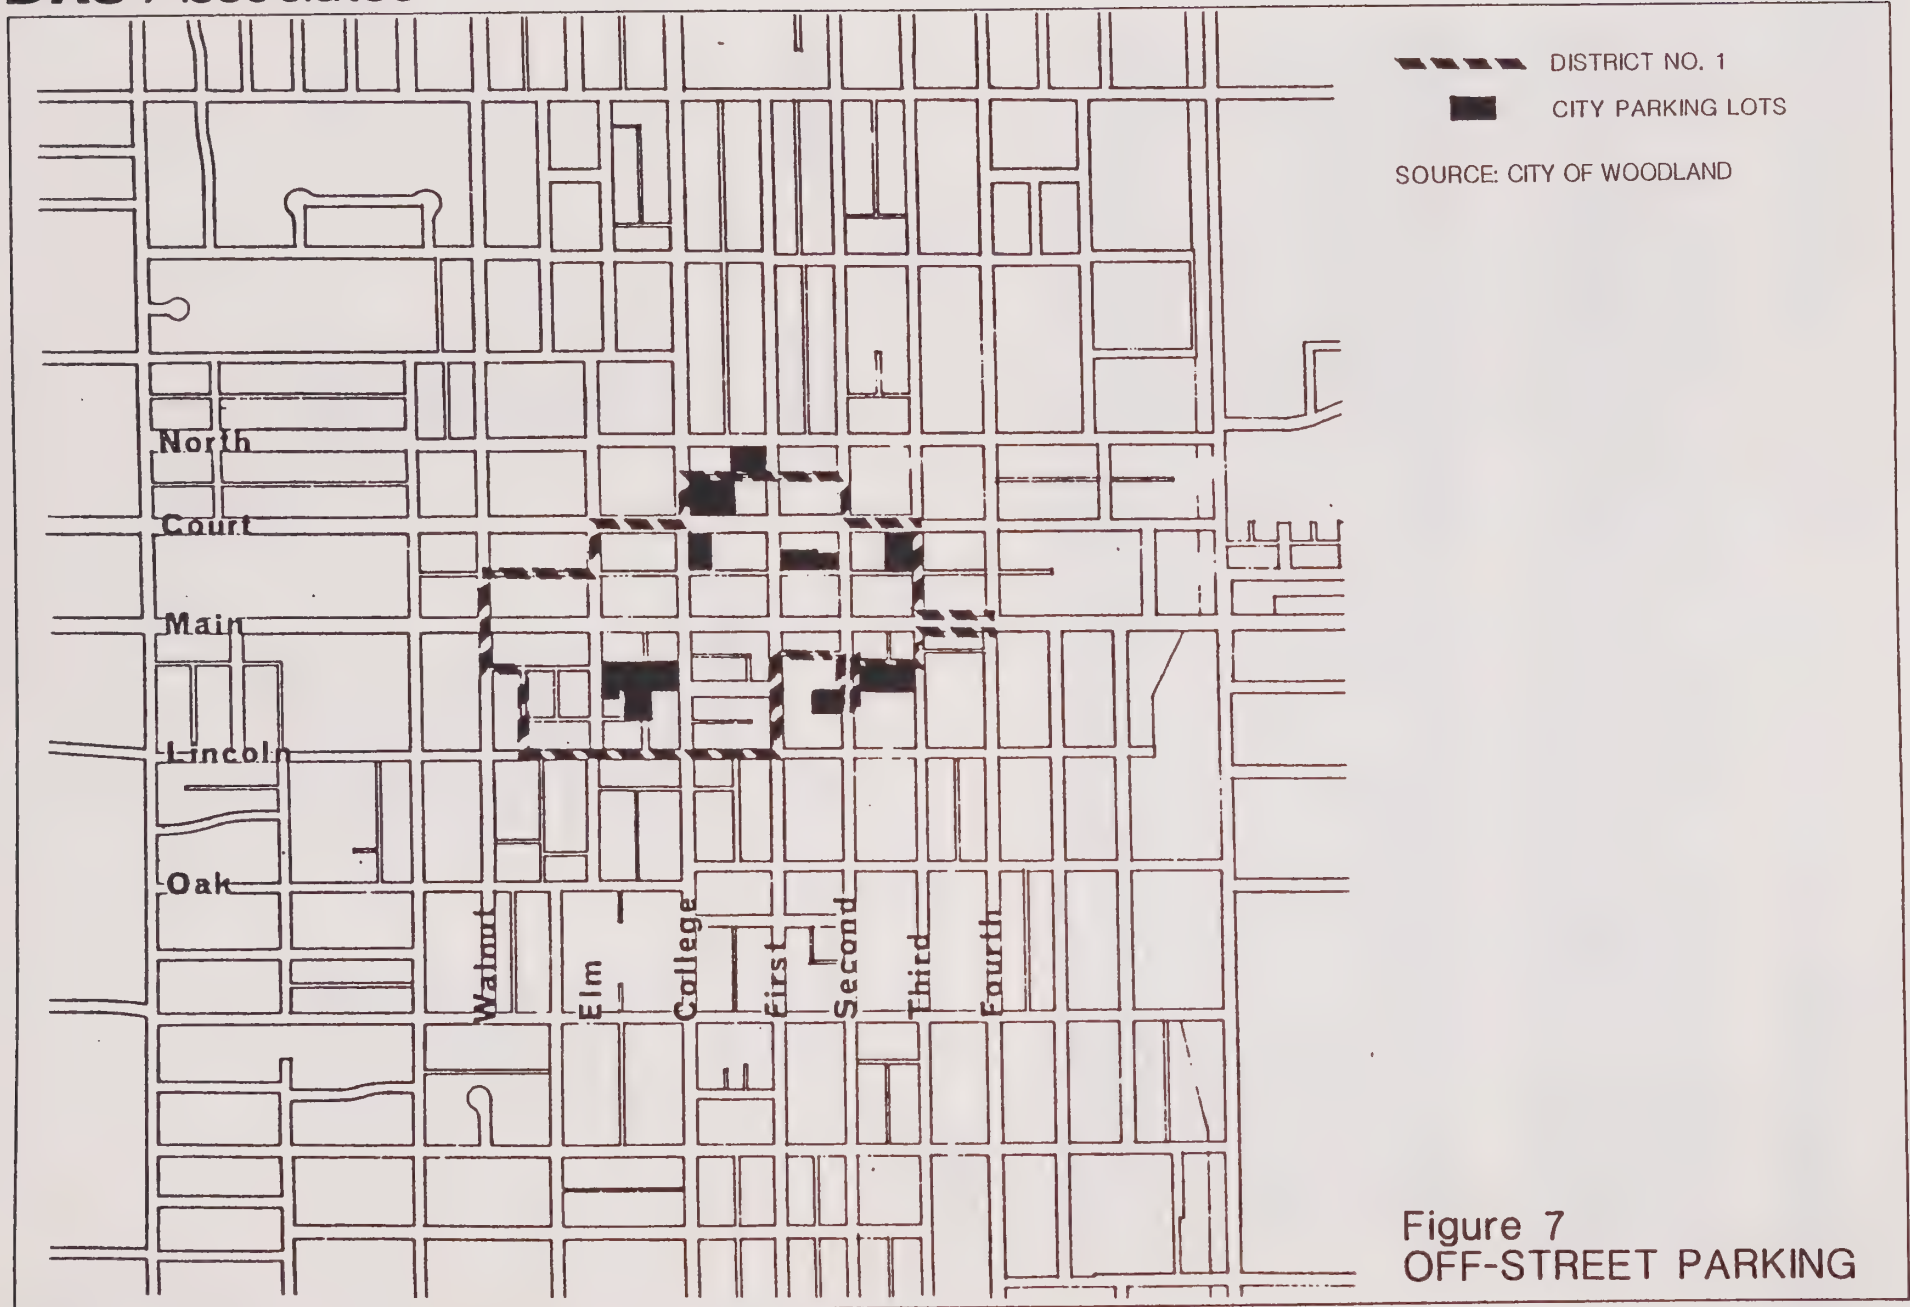 DISTRICT NO. 1
CITY PARKING LOTS
SOURCE: CITY OF WOODLAND
North
Court
Main
Lincoln
Oak
Walnut
Elm
College
First
Second
Third
Fourth
Figure 7
OFF-STREET PARKING